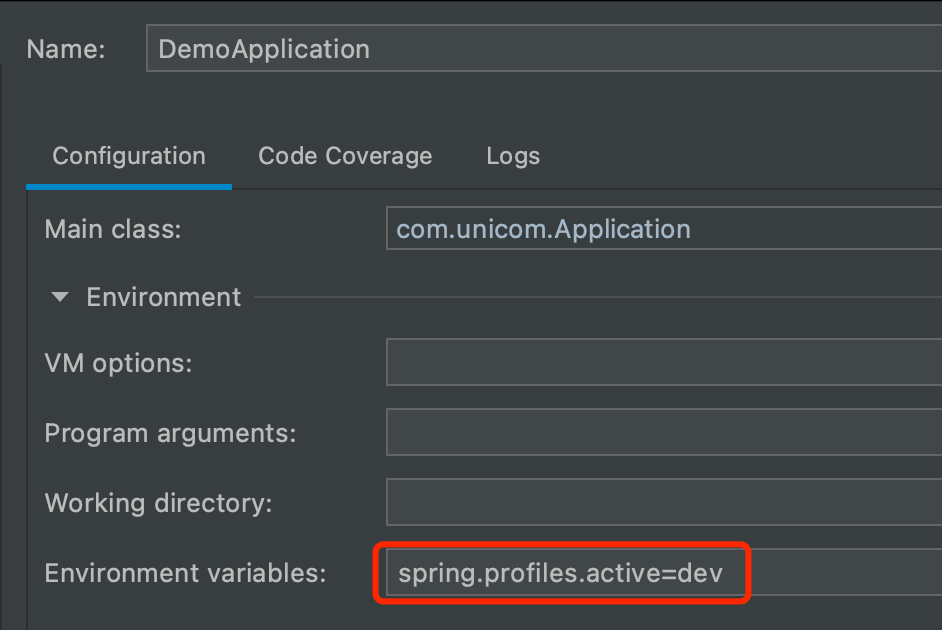 Name: DemoApplication
Configuration Code Coverage Logs
Main class: com.unicom.Application
Environment
VM options:
Program arguments:
Working directory:
Environment variables: spring.profiles.active=dev